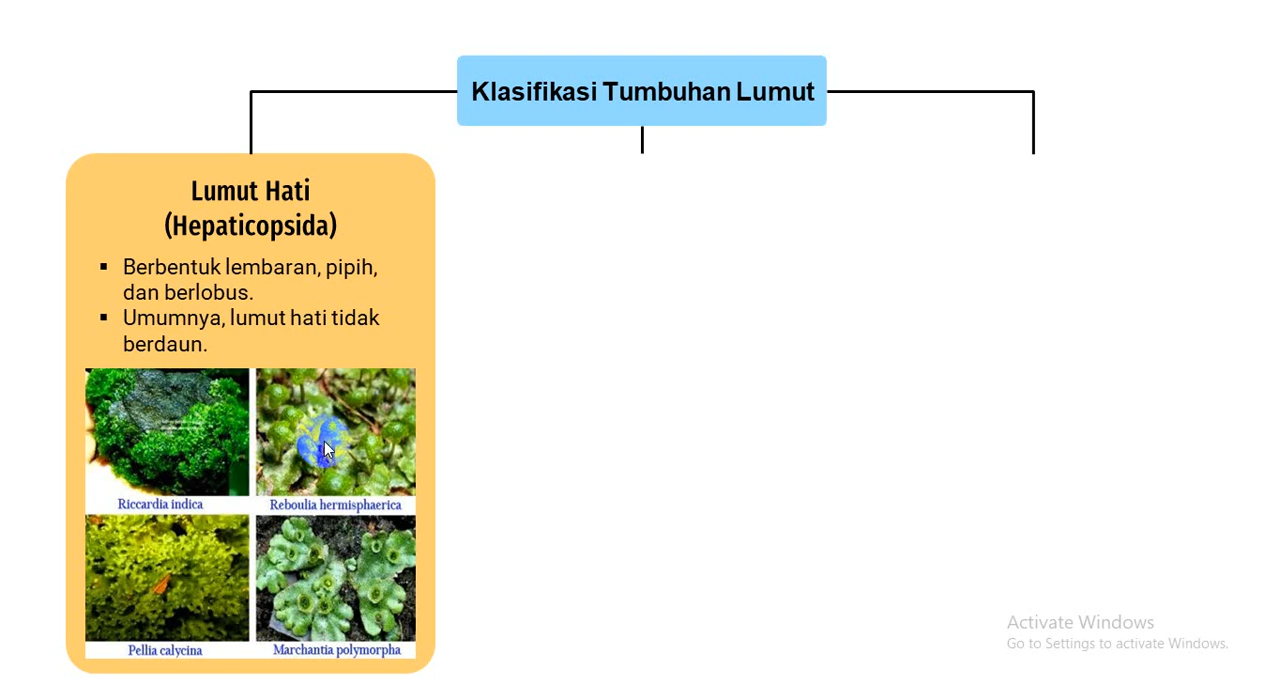 Klasifikasi Tumbuhan Lumut
Lumut Hati
(Hepaticopsida)
▪ Berbentuk lembaran, pipih,
dan berlobus.
▪ Umumnya, lumut hati tidak
berdaun.
Riccardia indica
Reboulia hermisphaerica
Pellia calycina
Marchantia polymorpha
Activate Windows
Go to Settings to activate Windows.